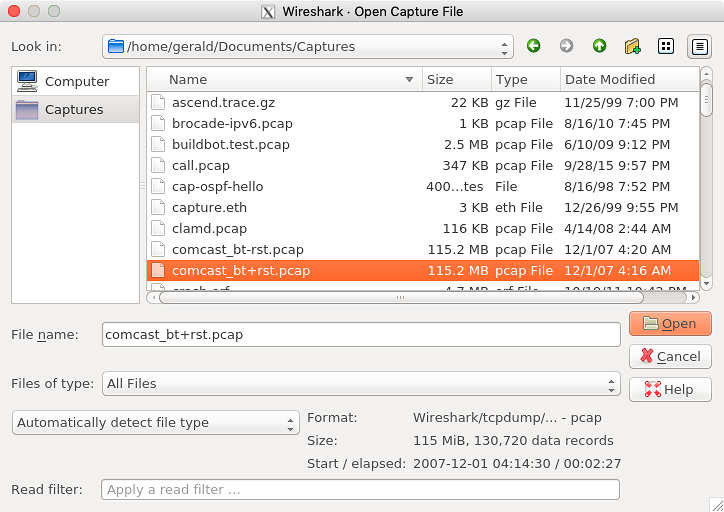 Wireshark · Open Capture File
Look in: /home/gerald/Documents/Captures
Computer
Captures
Name Size Type Date Modified
ascend.trace.gz 22 KB gz File 11/25/99 7:00 PM
brocade-ipv6.pcap 1 KB pcap File 8/16/10 7:45 PM
buildbot.test.pcap 2.5 MB pcap File 6/10/09 9:12 PM
call.pcap 347 KB pcap File 9/28/15 9:57 PM
cap-ospf-hello 400...tes File 8/16/98 7:52 PM
capture.eth 3 KB eth File 12/26/99 9:55 PM
clamd.pcap 116 KB pcap File 4/14/08 2:44 AM
comcast_bt-rst.pcap 115.2 MB pcap File 12/1/07 4:20 AM
comcast_bt+rst.pcap 115.2 MB pcap File 12/1/07 4:16 AM
File name: comcast_bt+rst.pcap
Open
Cancel
Files of type: All Files
Help
Automatically detect file type
Format: Wireshark/tcpdump/... - pcap
Size: 115 MiB, 130,720 data records
Start / elapsed: 2007-12-01 04:14:30 / 00:02:27
Read filter: Apply a read filter ...